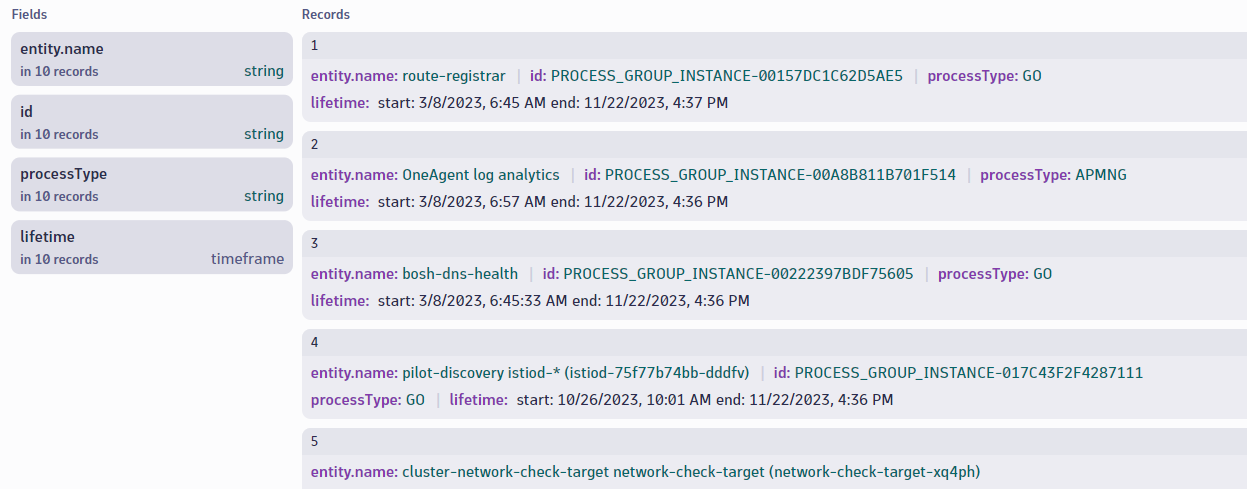 Fields
entity.name
in 10 records string
id
in 10 records string
processType
in 10 records string
lifetime
in 10 records timeframe
Records
1
entity.name: route-registrar | id: PROCESS_GROUP_INSTANCE-00157DC1C62D5AE5 | processType: GO
lifetime: start: 3/8/2023, 6:45 AM end: 11/22/2023, 4:37 PM
2
entity.name: OneAgent log analytics | id: PROCESS_GROUP_INSTANCE-00A8B811B701F514 | processType: APMNG
lifetime: start: 3/8/2023, 6:57 AM end: 11/22/2023, 4:36 PM
3
entity.name: bosh-dns-health | id: PROCESS_GROUP_INSTANCE-00222397BDF75605 | processType: GO
lifetime: start: 3/8/2023, 6:45:33 AM end: 11/22/2023, 4:36 PM
4
entity.name: pilot-discovery istiod-* (istiod-75f77b74bb-dddfv) | id: PROCESS_GROUP_INSTANCE-017C43F2F4287111
processType: GO | lifetime: start: 10/26/2023, 10:01 AM end: 11/22/2023, 4:36 PM
5
entity.name: cluster-network-check-target network-check-target (network-check-target-xq4ph)